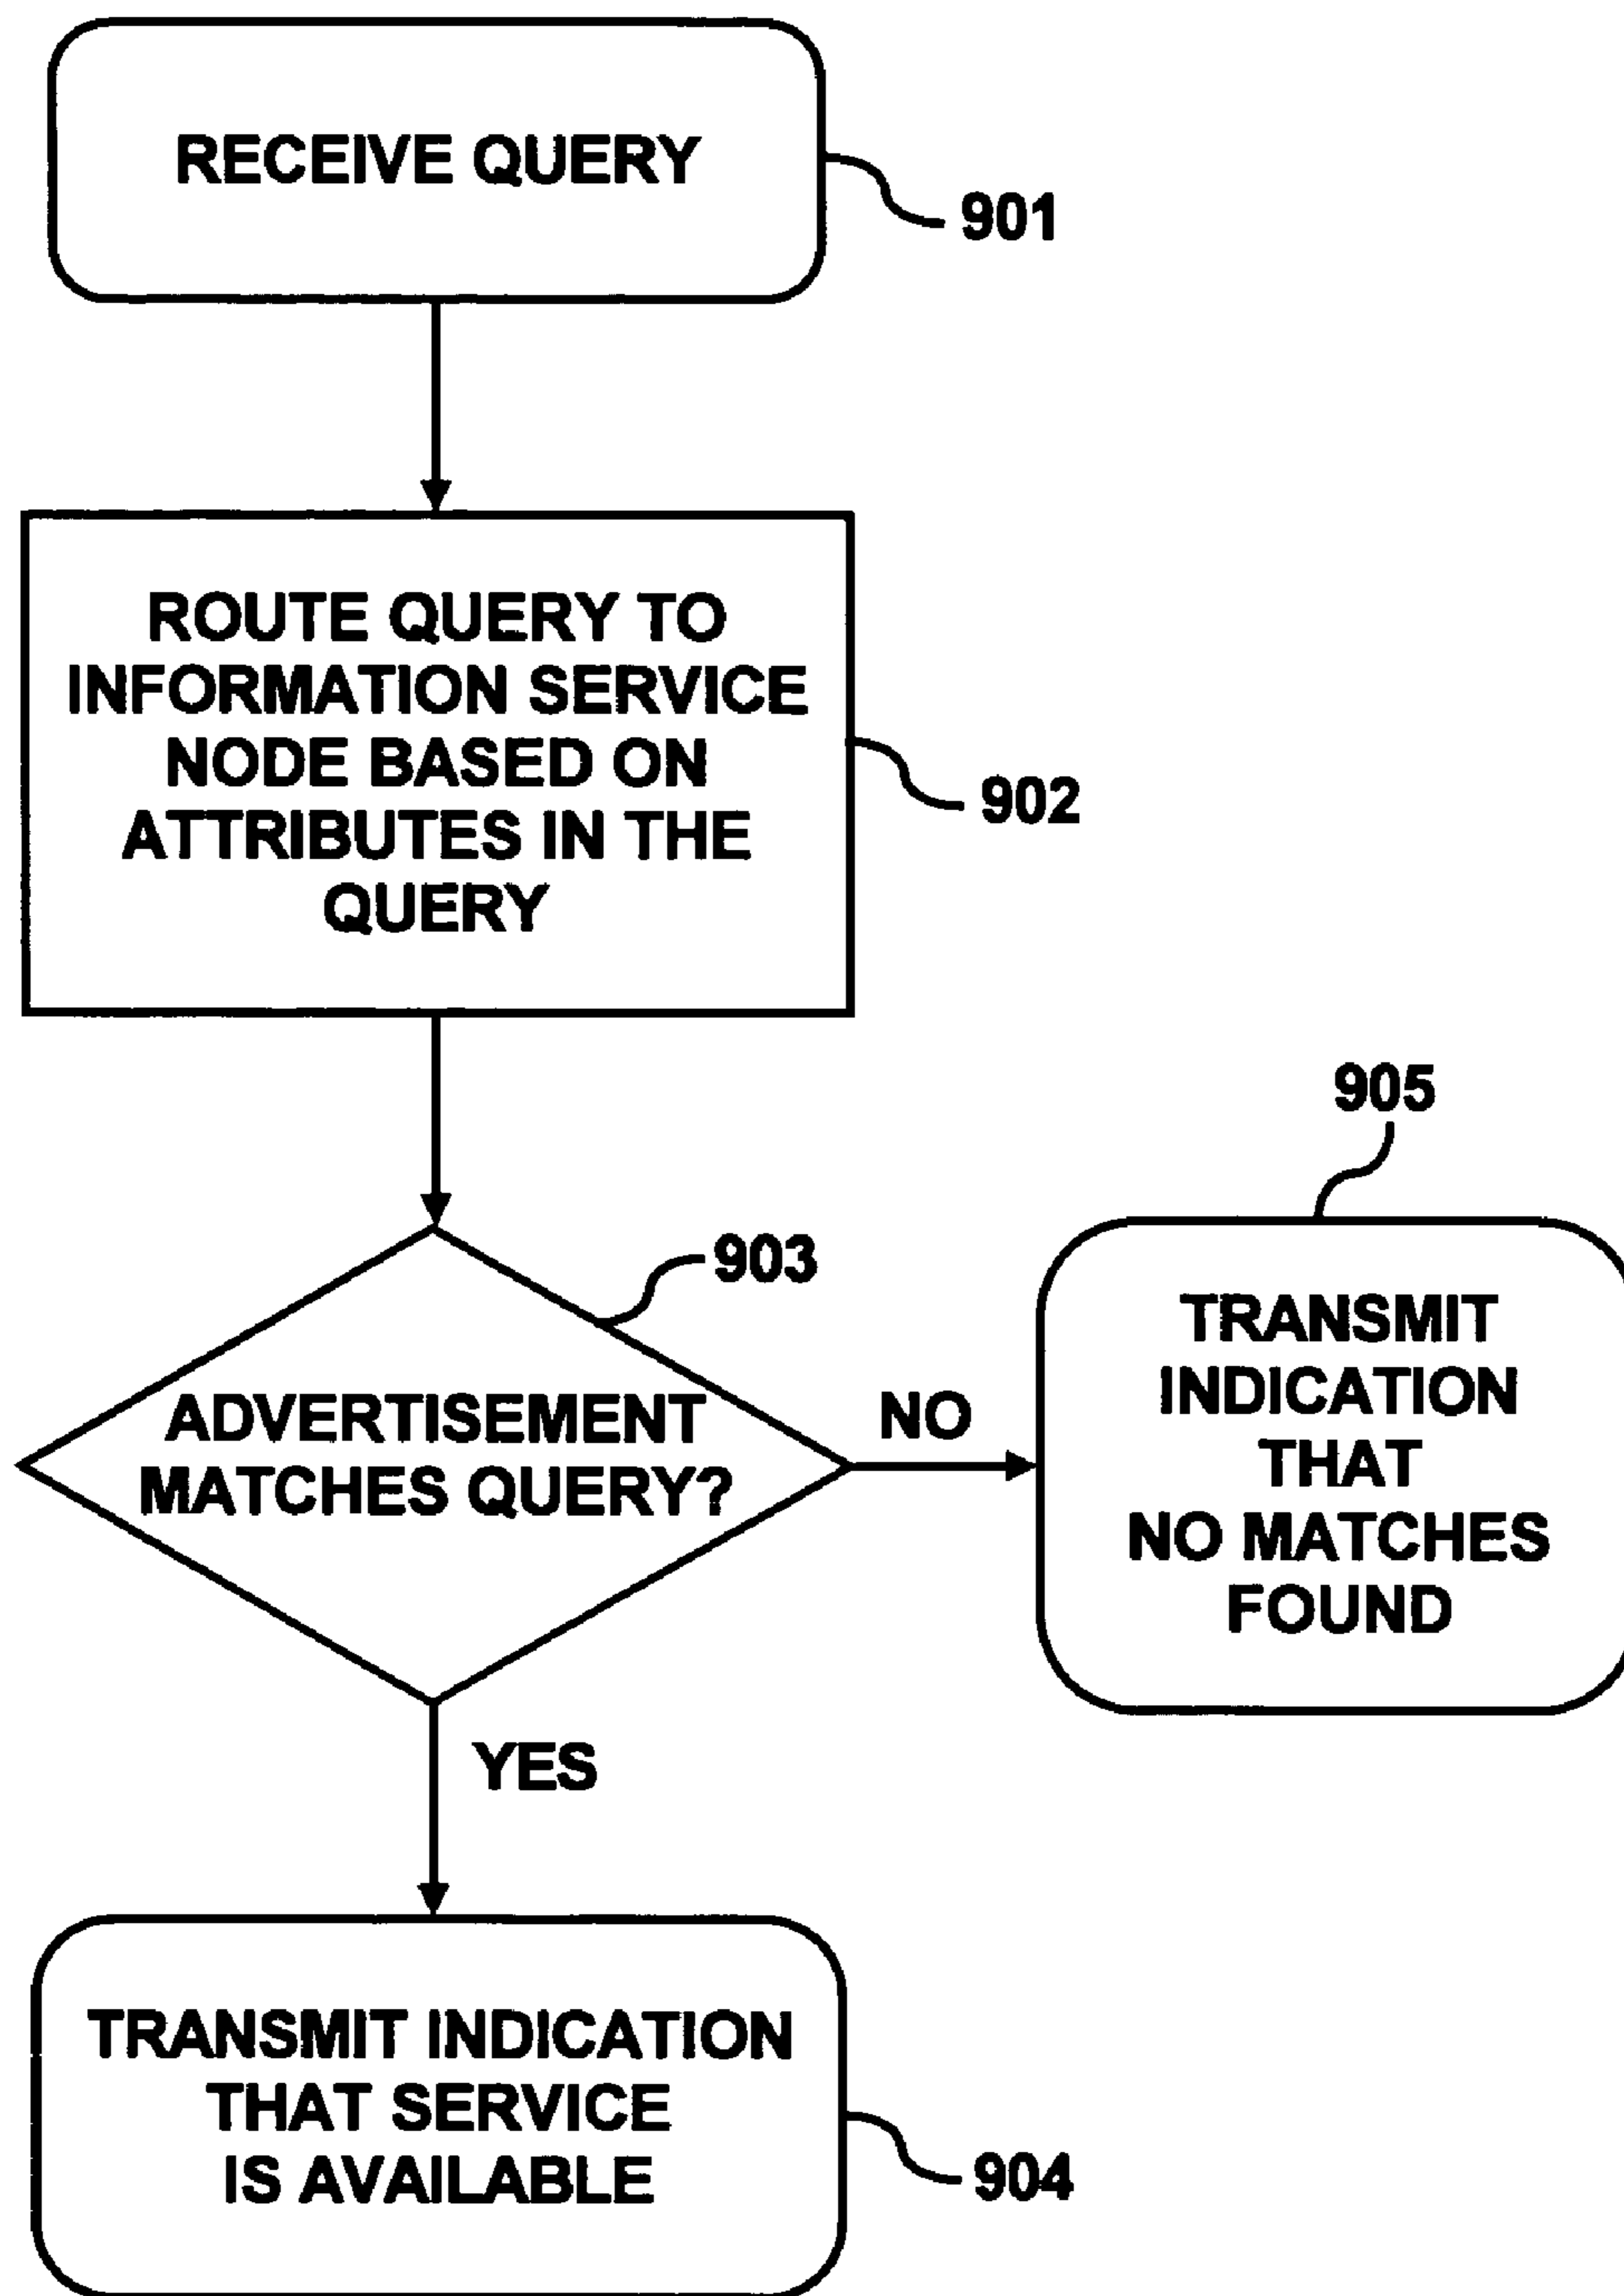 RECEIVE QUERY
901
ROUTE QUERY TO
INFORMATION SERVICE
NODE BASED ON
ATTRIBUTES IN THE
QUERY
902
903
ADVERTISEMENT
MATCHES QUERY?
NO
905
TRANSMIT
INDICATION
THAT
NO MATCHES
FOUND
YES
TRANSMIT INDICATION
THAT SERVICE
IS AVAILABLE
904